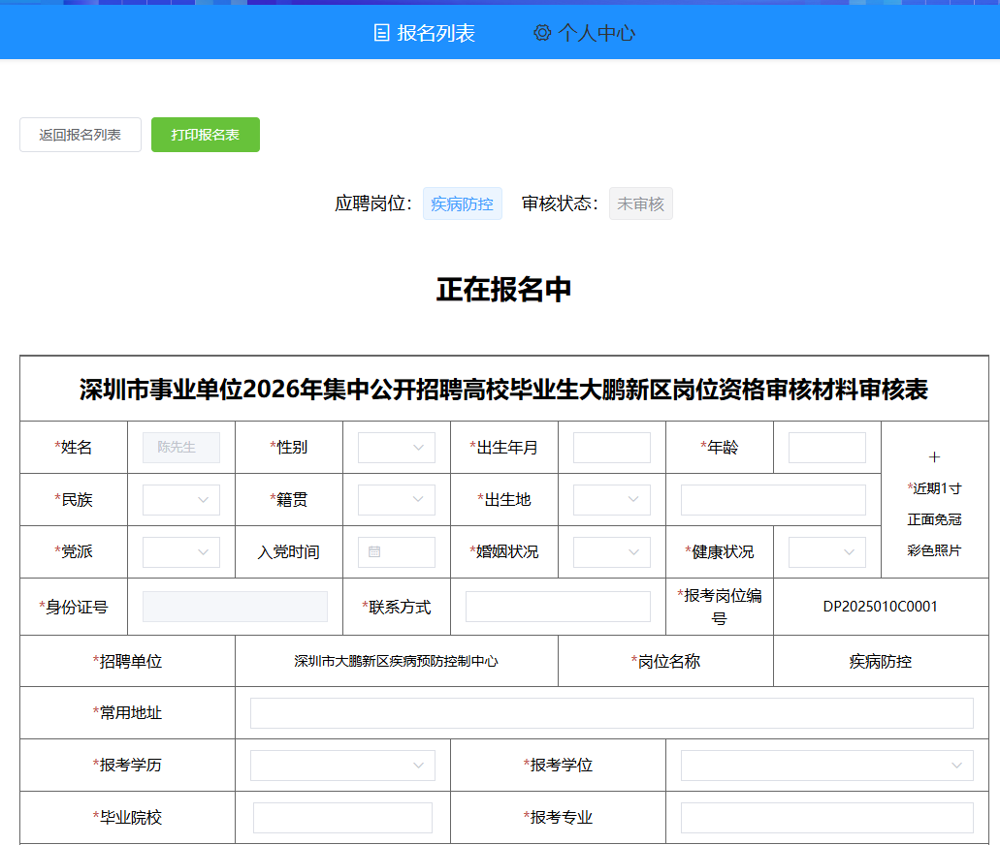 报名列表 个人中心
返回报名列表 打印报名表
应聘岗位： 疾病防控 审核状态： 未审核
正在报名中
深圳市事业单位2026年集中公开招聘高校毕业生大鹏新区岗位资格审核材料审核表
*姓名 陈先生 *性别 *出生年月 *年龄
+
*近期1寸
正面免冠
彩色照片
*民族 *籍贯 *出生地
*党派 入党时间 *婚姻状况 *健康状况
*身份证号 *联系方式 *报考岗位编
号
DP2025010C0001
*招聘单位 深圳市大鹏新区疾病预防控制中心 *岗位名称 疾病防控
*常用地址
*报考学历 *报考学位
*毕业院校 *报考专业